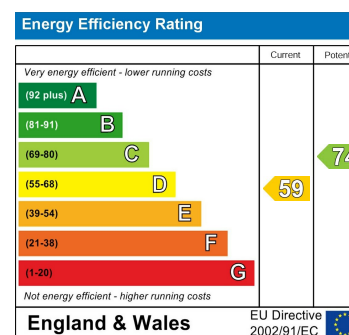 Energy Efficiency Rating
Current Poten
Very energy efficient - lower running costs
(92 plus) A
(81-91) B
(69-80) C 74
(55-68) D 59
(39-54) E
(21-38) F
(1-20) G
Not energy efficient - higher running costs
England & Wales
EU Directive
2002/91/EC